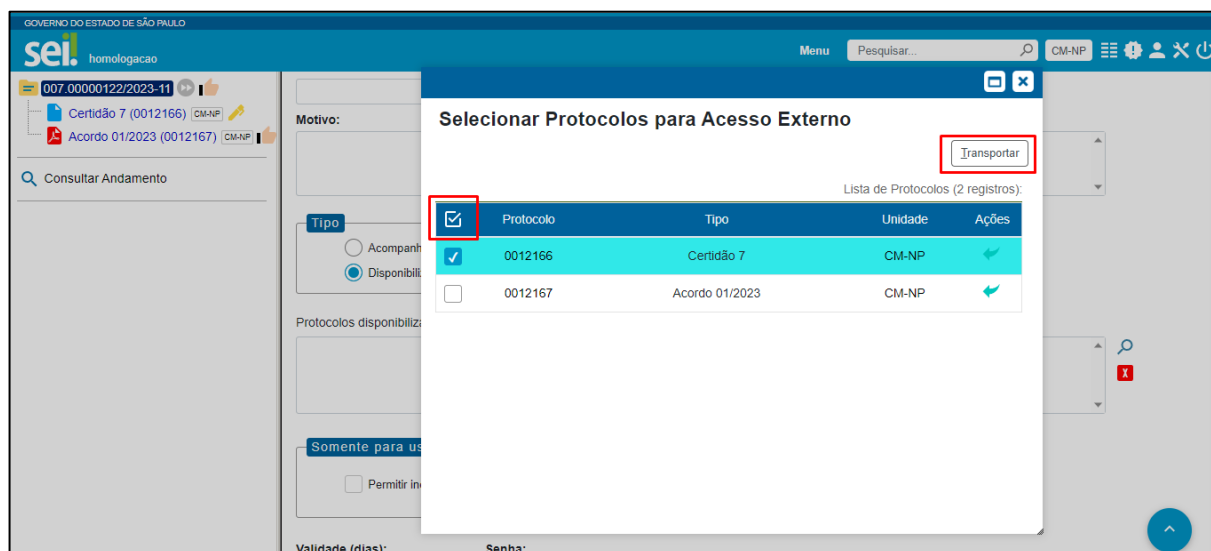 GOVERNO DO ESTADO DE SÃO PAULO
sei! homologacao
Menu Pesquisar... CM-NP
007.00000122/2023-11
Certidão 7 (0012166) CM-NP
Acordo 01/2023 (0012167) CM-NP
Consultar Andamento
Motivo:
Tipo
Acompanh
Disponibili
Protocolos disponibiliza
Somente para us
Permitir in
Validade (dias): Senha:
Selecionar Protocolos para Acesso Externo
Transportar
Lista de Protocolos (2 registros):
Protocolo Tipo Unidade Ações
0012166 Certidão 7 CM-NP
0012167 Acordo 01/2023 CM-NP